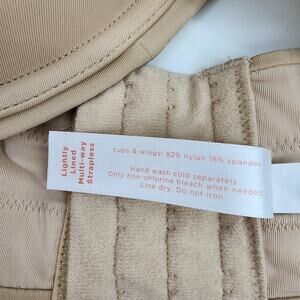 Lightly
Lined
Multi-way
Strapless
cups & wings: 82% nylon 18% spandex
Hand wash cold separately
Only non-chlorine bleach when needed
Line dry. Do not iron.